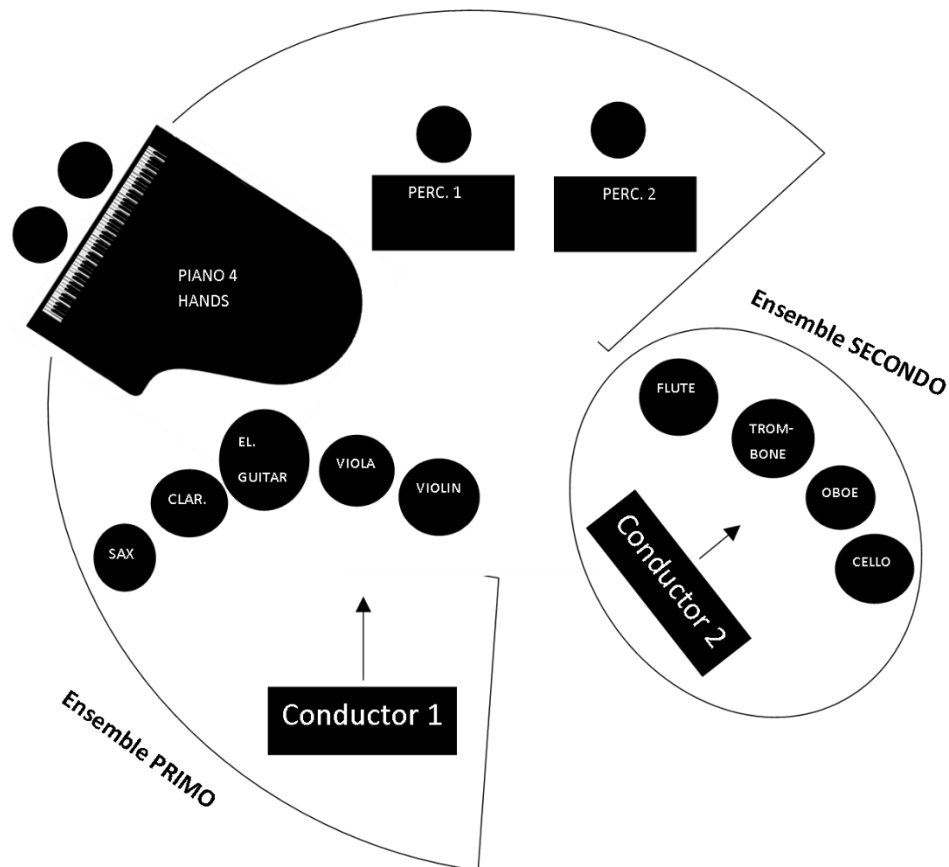 PERC. 1
PERC. 2
PIANO 4
HANDS
Ensemble SECONDO
FLUTE
TROM-
BONE
OBOE
CELLO
Conductor 2
EL.
GUITAR
VIOLA
VIOLIN
CLAR.
SAX
Conductor 1
Ensemble PRIMO